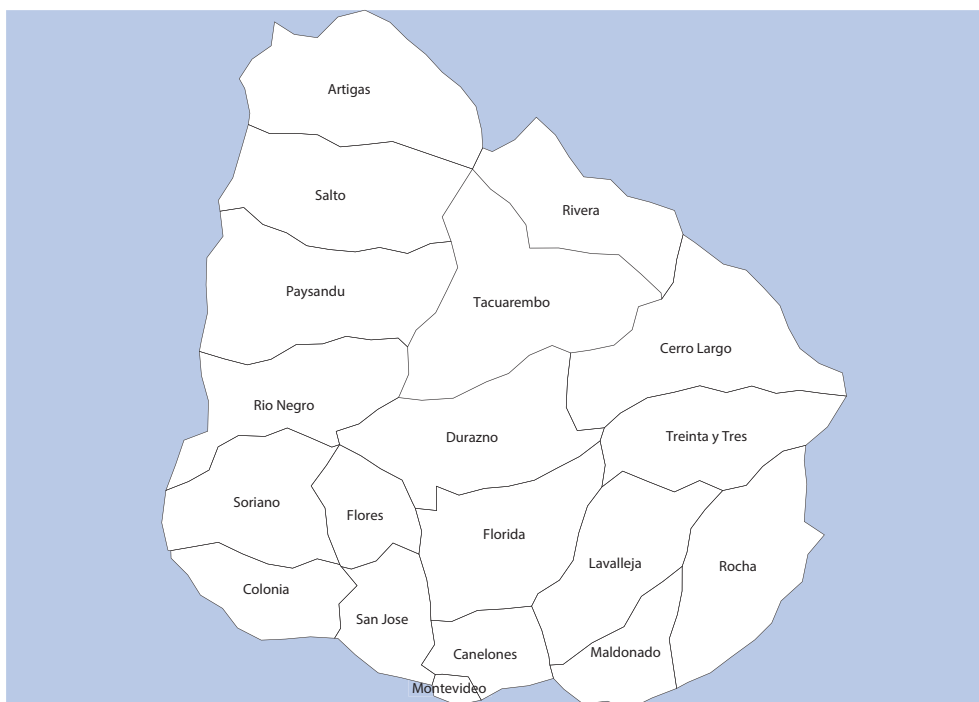 Artigas
Salto
Rivera
Paysandu
Tacuarembo
Cerro Largo
Rio Negro
Durazno
Treinta y Tres
Soriano
Flores
Florida
Lavalleja
Rocha
Colonia
San Jose
Canelones
Maldonado
Montevideo